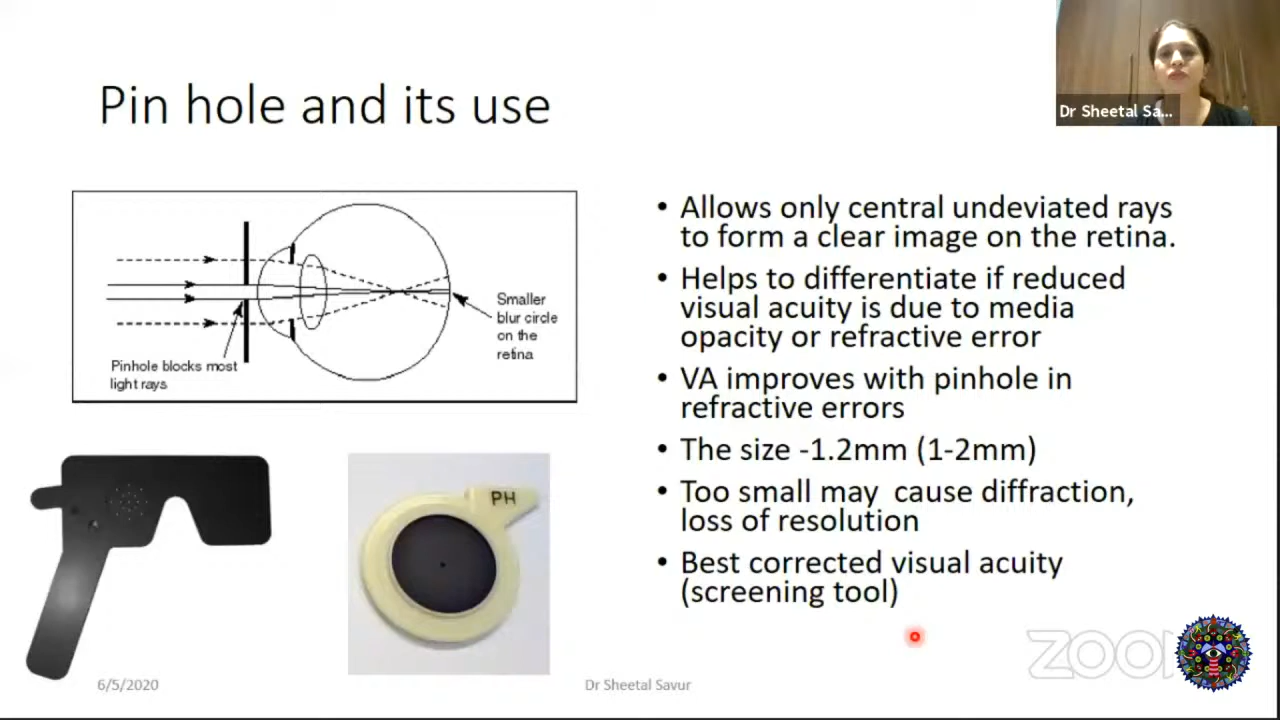 Pin hole and its use
Dr Sheetal Sa...
Pinhole blocks most
light rays
Smaller
blur circle
on the
retina
PH
• Allows only central undeviated rays
to form a clear image on the retina.
• Helps to differentiate if reduced
visual acuity is due to media
opacity or refractive error
• VA improves with pinhole in
refractive errors
• The size -1.2mm (1-2mm)
• Too small may cause diffraction,
loss of resolution
• Best corrected visual acuity
(screening tool)
6/5/2020
Dr Sheetal Savur
ZOO